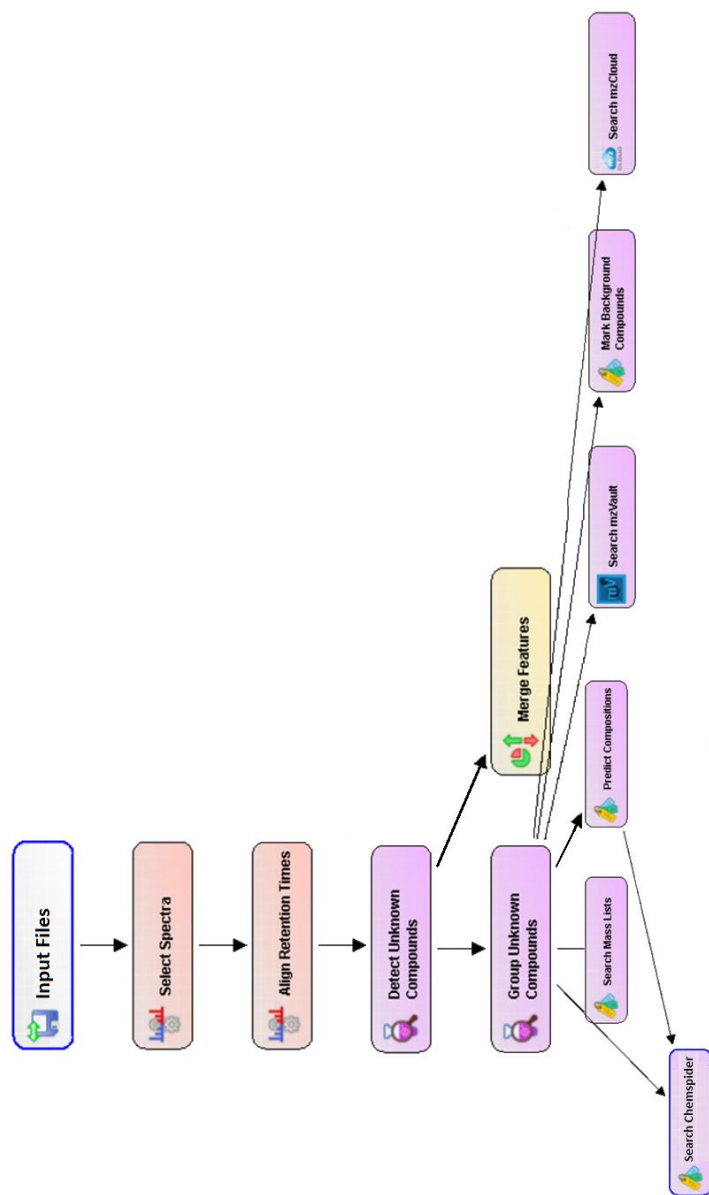 Input Files
Select Spectra
Align Retention Times
Detect Unknown
Compounds
Merge Features
Group Unknown
Compounds
Search Chemspider
Search Mass Lists
Predict Compositions
mV
Search mzVault
Mark Background
Compounds
Search mzCloud